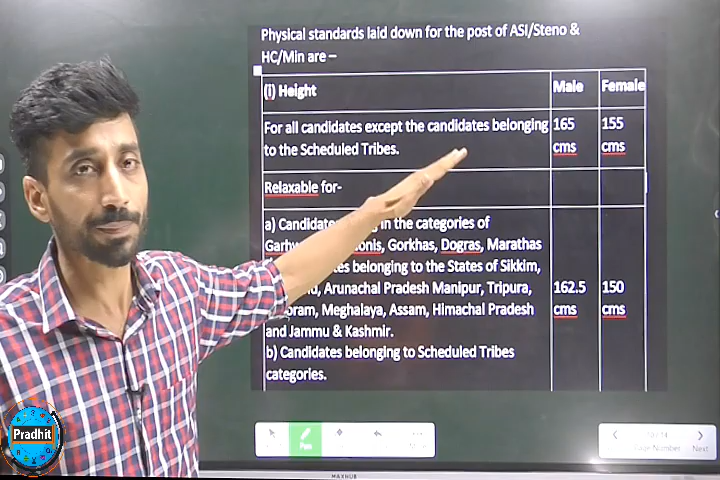 Physical standards laid down for the post of ASI/Steno &
HC/Min are –
(i) Height Male Female
For all candidates except the candidates belonging 165 155
to the Scheduled Tribes. cms cms
Relaxable for-
a) in the categories of
Gorkhas, Dogras, Marathas
belonging to the States of Sikkim,
Arunachal Pradesh Manipur, Tripura, 162.5 150
Meghalaya, Assam, Himachal Pradesh cms cms
and Jammu & Kashmir.
b) Candidates belonging to Scheduled Tribes
categories.
Pen
Page Number Next
MAXHUB
Pradhit